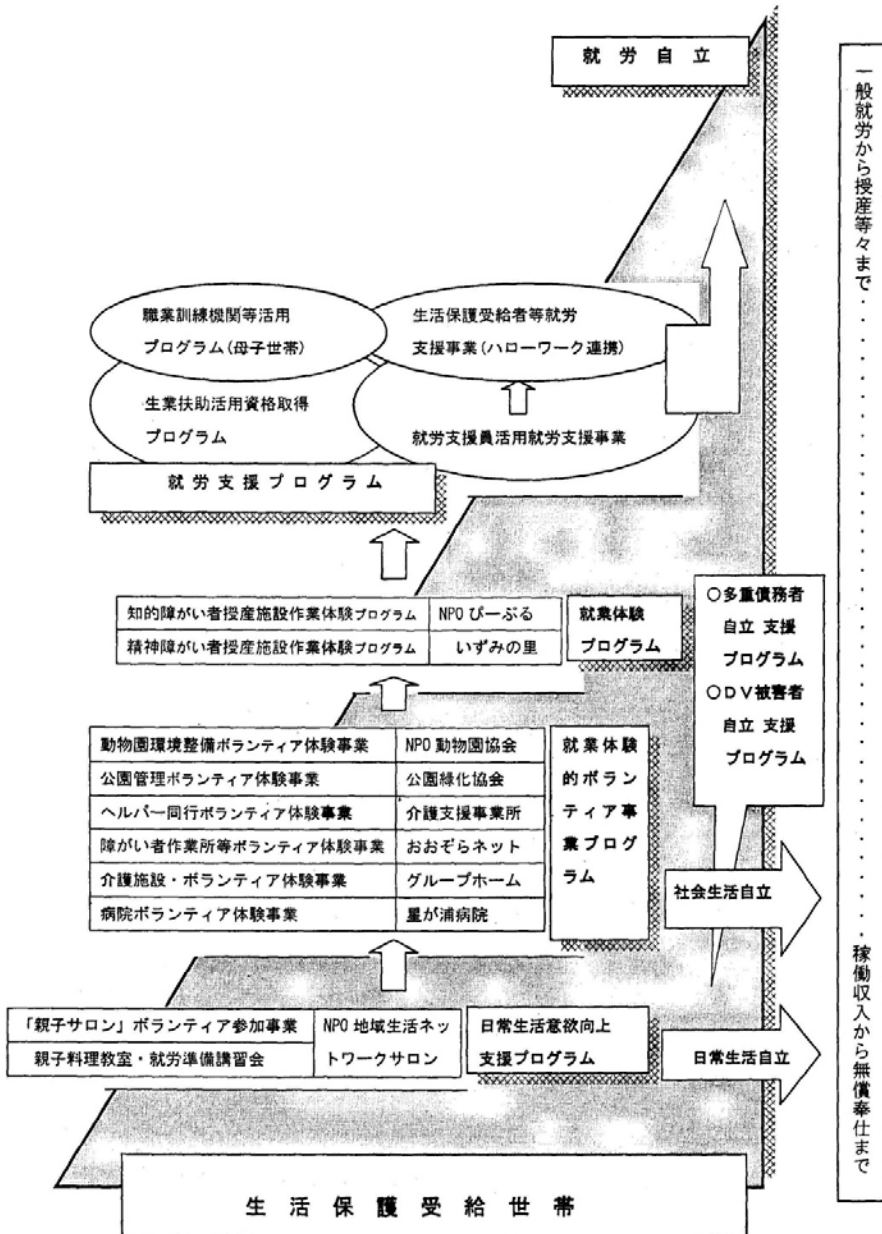 就労自立
職業訓練機関等活用
プログラム(母子世帯)
生活保護受給者等就労
支援事業(ハローワーク連携)
生業扶助活用資格取得
プログラム
就労支援員活用就労支援事業
就労支援プログラム
知的障がい者授産施設作業体験プログラム
NPOぴーぷる
精神障がい者授産施設作業体験プログラム
いずみの里
就業体験
プログラム
○多重債務者
自立 支援
プログラム
○DV被害者
自立 支援
プログラム
動物園環境整備ボランティア体験事業
NPO動物園協会
公園管理ボランティア体験事業
公園緑化協会
ヘルパー同行ボランティア体験事業
介護支援事業所
障がい者作業所等ボランティア体験事業
おおぞらネット
介護施設・ボランティア体験事業
グループホーム
病院ボランティア体験事業
星が浦病院
就業体験
的ボラン
ティア事
業プログ
ラム
社会生活自立
「親子サロン」ボランティア参加事業
親子料理教室・就労準備講習会
NPO地域生活ネッ
トワークサロン
日常生活意欲向上
支援プログラム
日常生活自立
生活保護受給世帯
一般就労から授産等々まで・・・・・・・・・・・・・・・・・・・・・・・・稼働収入から無償奉仕まで